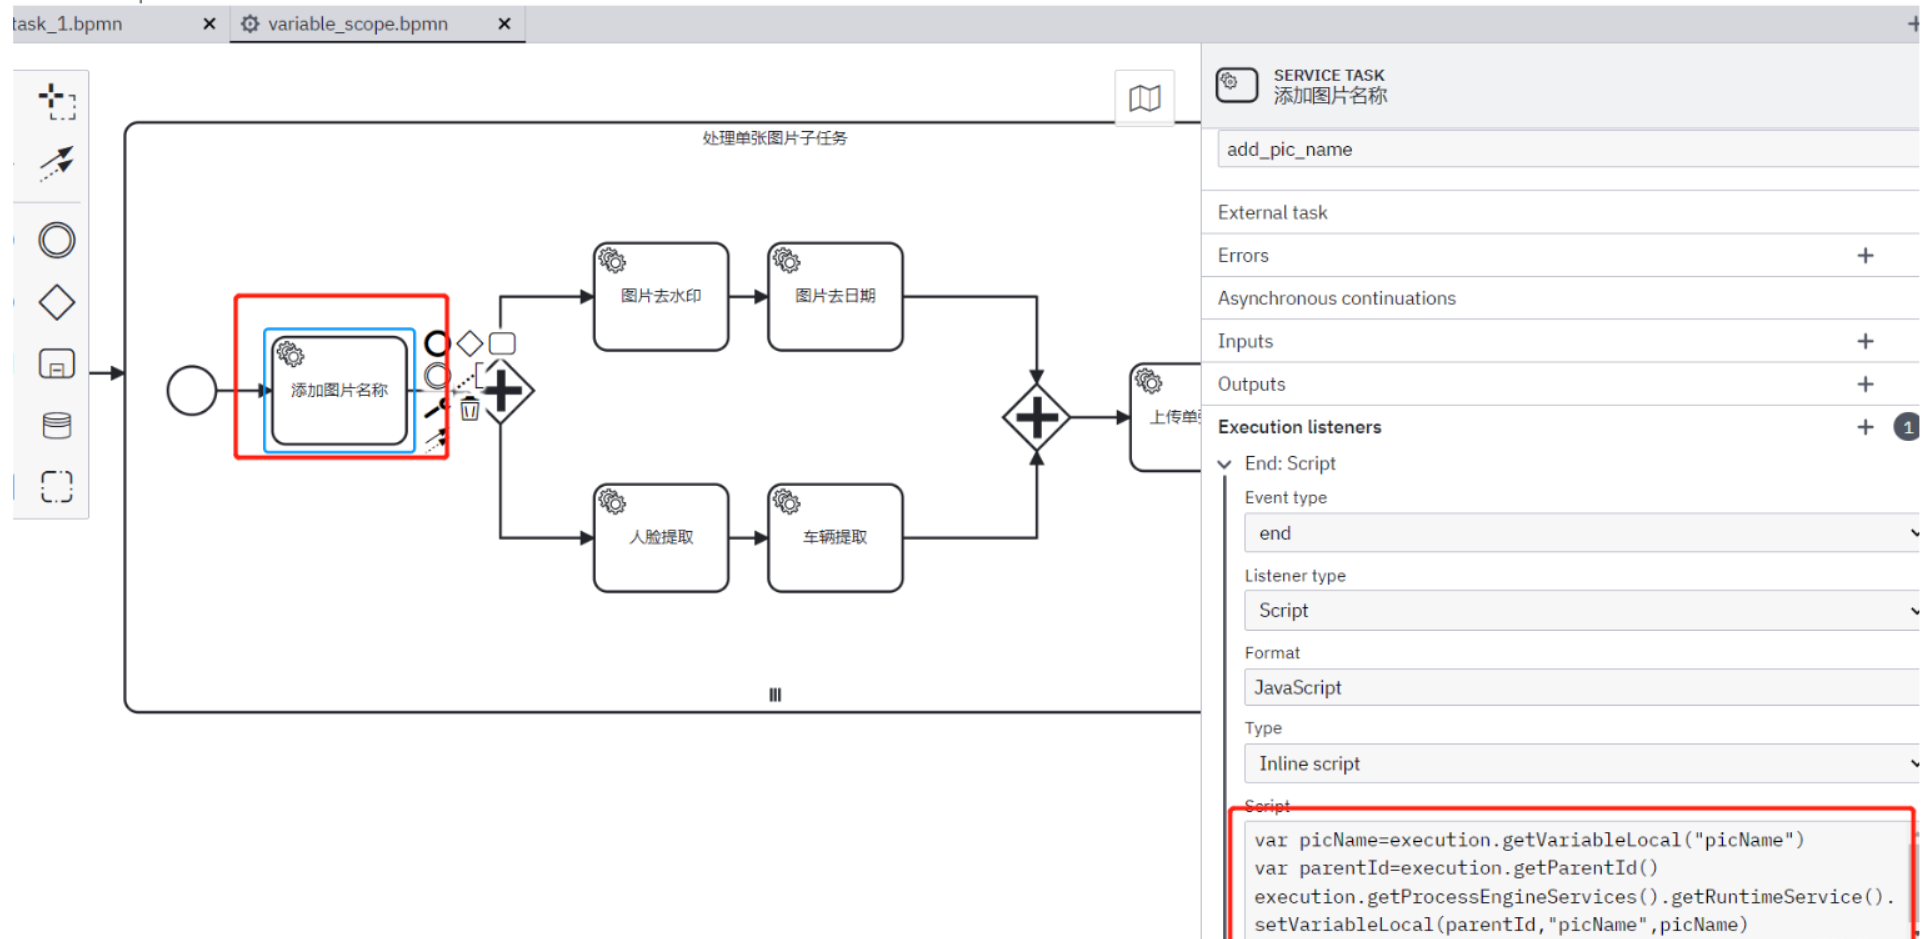 task_1.bpmn
variable_scope.bpmn
处理单张图片子任务
添加图片名称
图片去水印
图片去日期
人脸提取
车辆提取
上传单
SERVICE TASK
添加图片名称
add_pic_name
External task
Errors
Asynchronous continuations
Inputs
Outputs
Execution listeners
1
End: Script
Event type
end
Listener type
Script
Format
JavaScript
Type
Inline script
Script
var picName=execution.getVariableLocal("picName")
var parentId=execution.getParentId()
execution.getProcessEngineServices().getRuntimeService().
setVariableLocal(parentId,"picName",picName)